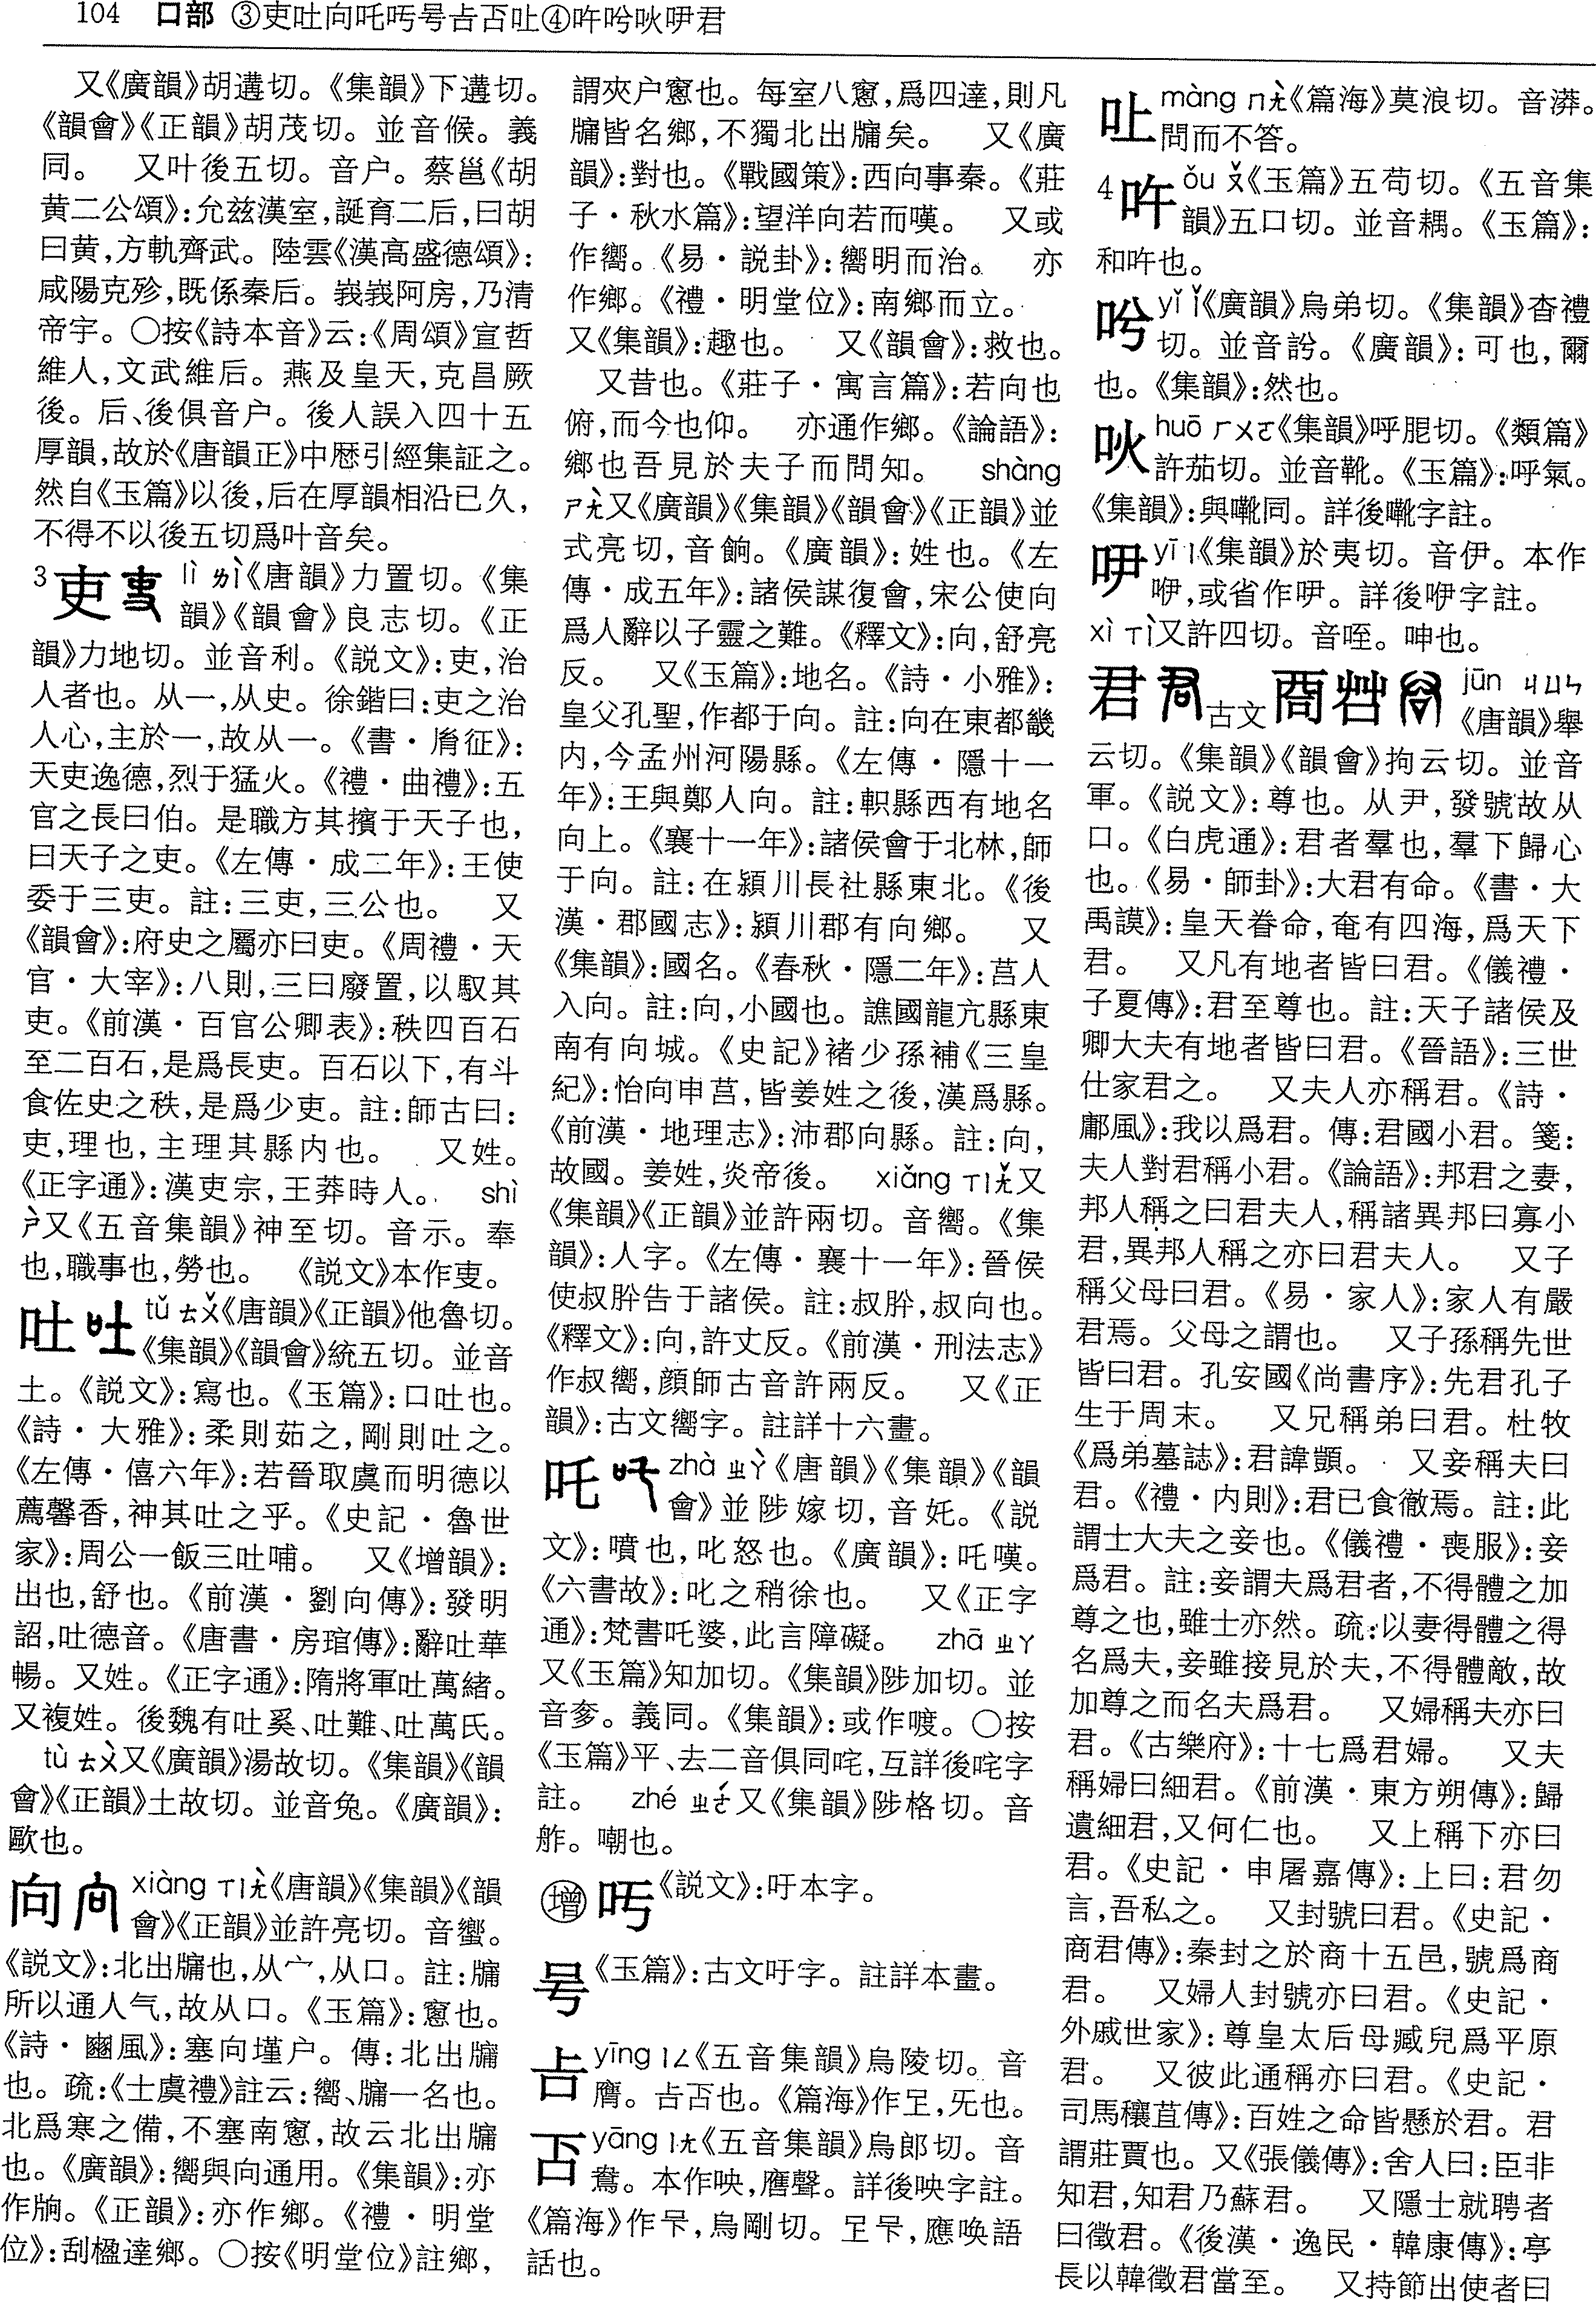 104 口部 ③吏吐向吒呺号𠮨否吐④吘吟吙吚君
又《廣韻》胡遘切。《集韻》下遘切。
《韻會》《正韻》胡茂切。並音候。義
同。 又叶後五切。音户。蔡邕《胡
黄二公頌》:允兹漢室,誕育二后,曰胡
曰黄,方軌齊武。陸雲《漢高盛德頌》:
咸陽克殄,既係秦后。峩峩阿房,乃清
帝宇。○按《詩本音》云:《周頌》宣哲
維人,文武維后。燕及皇天,克昌厥
後。后、後俱音户。後人誤入四十五
厚韻,故於《唐韻正》中歷引經集証之。
然自《玉篇》以後,后在厚韻相沿已久,
不得不以後五切爲叶音矣。
3 吏 lì ㄌㄧˋ《唐韻》力置切。《集
韻》《韻會》良志切。《正
韻》力地切。並音利。《説文》:吏,治
人者也。从一,从史。徐鍇曰:吏之治
人心,主於一,故从一。《書·胤征》:
天吏逸德,烈于猛火。《禮·曲禮》:五
官之長曰伯。是職方其擯于天子也,
曰天子之吏。《左傳·成二年》:王使
委于三吏。註:三吏,三公也。 又
《韻會》:府史之屬亦曰吏。《周禮·天
官·大宰》:八則,三曰廢置,以馭其
吏。《前漢·百官公卿表》:秩四百石
至二百石,是爲長吏。百石以下,有斗
食佐史之秩,是爲少吏。註:師古曰:
吏,理也,主理其縣内也。 又姓。
《正字通》:漢吏宗,王莽時人。 shì
ㄕˋ又《五音集韻》神至切。音示。奉
也,職事也,勞也。 《説文》本作叓。
吐 tǔ ㄊㄨˇ《唐韻》《正韻》他魯切。
《集韻》《韻會》統五切。並音
土。《説文》:寫也。《玉篇》:口吐也。
《詩·大雅》:柔則茹之,剛則吐之。
《左傳·僖六年》:若晉取虞而明德以
薦馨香,神其吐之乎。《史記·魯世
家》:周公一飯三吐哺。 又《增韻》:
出也,舒也。《前漢·劉向傳》:發明
詔,吐德音。《唐書·房琯傳》:辭吐華
暢。又姓。《正字通》:隋將軍吐萬緒。
又複姓。後魏有吐奚、吐難、吐萬氏。
tù ㄊㄨˋ又《廣韻》湯故切。《集韻》《韻
會》《正韻》土故切。並音兔。《廣韻》:
歐也。
向 xiàng ㄒㄧㄤˋ《唐韻》《集韻》《韻
會》《正韻》並許亮切。音蠁。
《説文》:北出牖也,从宀,从口。註:牖
所以通人气,故从口。《玉篇》:窻也。
《詩·豳風》:塞向墐户。傳:北出牖
也。疏:《士虞禮》註云:嚮、牖一名也。
北爲寒之備,不塞南窻,故云北出牖
也。《廣韻》:嚮與向通用。《集韻》:亦
作。《正韻》:亦作鄉。《禮·明堂
位》:刮楹達鄉。○按《明堂位》註鄉,
謂夾户窻也。每室八窻,爲四達,則凡
牖皆名鄉,不獨北出牖矣。 又《廣
韻》:對也。《戰國策》:西向事秦。《莊
子·秋水篇》:望洋向若而嘆。 又或
作嚮。《易·説卦》:嚮明而治。 亦
作鄉。《禮·明堂位》:南鄉而立。
又《集韻》:趣也。 又《韻會》:救也。
又昔也。《莊子·寓言篇》:若向也
俯,而今也仰。 亦通作鄉。《論語》:
鄉也吾見於夫子而問知。 shàng
ㄕㄤˋ又《廣韻》《集韻》《韻會》《正韻》並
式亮切,音餉。《廣韻》:姓也。《左
傳·成五年》:諸侯謀復會,宋公使向
爲人辭以子靈之難。《釋文》:向,舒亮
反。 又《玉篇》:地名。《詩·小雅》:
皇父孔聖,作都于向。註:向在東都畿
内,今孟州河陽縣。《左傳·隱十一
年》:王與鄭人向。註:軹縣西有地名
向上。《襄十一年》:諸侯會于北林,師
于向。註:在潁川長社縣東北。《後
漢·郡國志》:潁川郡有向鄉。 又
《集韻》:國名。《春秋·隱二年》:莒人
入向。註:向,小國也。譙國龍亢縣東
南有向城。《史記》褚少孫補《三皇
紀》:怡向申莒,皆姜姓之後,漢爲縣。
《前漢·地理志》:沛郡向縣。註:向,
故國。姜姓,炎帝後。 xiǎng ㄒㄧㄤˇ又
《集韻》《正韻》並許兩切。音嚮。《集
韻》:人字。《左傳·襄十一年》:晉侯
使叔肸告于諸侯。註:叔肸,叔向也。
《釋文》:向,許丈反。《前漢·刑法志》
作叔嚮,顔師古音許兩反。 又《正
韻》:古文嚮字。註詳十六畫。
吒 zhà ㄓㄚˋ《唐韻》《集韻》《韻
會》並陟嫁切,音奼。《説
文》:噴也,叱怒也。《廣韻》:吒嘆。
《六書故》:叱之稍徐也。 又《正字
通》:梵書吒婆,此言障礙。 zhā ㄓㄚ
又《玉篇》知加切。《集韻》陟加切。並
音奓。義同。《集韻》:或作喥。○按
《玉篇》平、去二音俱同咤,互詳後咤字
註。 zhé ㄓㄜˊ又《集韻》陟格切。音
舴。嘲也。
增 《説文》:吁本字。
《玉篇》:古文吁字。註詳本畫。
yīng ㄧㄥ《五音集韻》烏陵切。音
膺。也。《篇海》作,旡也。
yāng ㄧㄤ《五音集韻》烏郎切。音
鴦。本作咉,譍聲。詳後咉字註。
《篇海》作,烏剛切。,應唤語
話也。
màng ㄇㄤˋ《篇海》莫浪切。音漭。
問而不答。
4 吘 ǒu ㄡˇ《玉篇》五苟切。《五音集
韻》五口切。並音耦。《玉篇》:
和吘也。
yǐ ㄧˇ《廣韻》烏弟切。《集韻》杳禮
切。並音。《廣韻》:可也,爾
也。《集韻》:然也。
吙 huō ㄏㄨㄛ《集韻》呼肥切。《類篇》
許茄切。並音靴。《玉篇》:呼氣。
《集韻》:與嗽同。詳後字註。
吚 yī ㄧ《集韻》於夷切。音伊。本作
咿,或省作吚。詳後咿字註。
xì ㄒㄧˋ又許四切。音咥。呻也。
君 古文 jūn ㄐㄩㄣ
《唐韻》舉
云切。《集韻》《韻會》拘云切。並音
軍。《説文》:尊也。从尹,發號故从
口。《白虎通》:君者羣也,羣下歸心
也。《易·師卦》:大君有命。《書·大
禹謨》:皇天眷命,奄有四海,爲天下
君。 又凡有地者皆曰君。《儀禮·
子夏傳》:君至尊也。註:天子諸侯及
卿大夫有地者皆曰君。《晉語》:三世
仕家君之。 又夫人亦稱君。《詩·
鄘風》:我以爲君。傳:君國小君。箋:
夫人對君稱小君。《論語》:邦君之妻,
邦人稱之曰君夫人,稱諸異邦曰寡小
君,異邦人稱之亦曰君夫人。 又子
稱父母曰君。《易·家人》:家人有嚴
君焉。父母之謂也。 又子孫稱先世
皆曰君。孔安國《尚書序》:先君孔子
生于周末。 又兄稱弟曰君。杜牧
《爲弟墓誌》:君諱顗。 又妾稱夫曰
君。《禮·内則》:君已食徹焉。註:此
謂士大夫之妾也。《儀禮·喪服》:妾
爲君。註:妾謂夫爲君者,不得體之加
尊之也,雖士亦然。疏:以妻得體之得
名爲夫,妾雖接見於夫,不得體敵,故
加尊之而名夫爲君。 又婦稱夫亦曰
君。《古樂府》:十七爲君婦。 又夫
稱婦曰細君。《前漢·東方朔傳》:歸
遺細君,又何仁也。 又上稱下亦曰
君。《史記·申屠嘉傳》:上曰:君勿
言,吾私之。 又封號曰君。《史記·
商君傳》:秦封之於商十五邑,號爲商
君。 又婦人封號亦曰君。《史記·
外戚世家》:尊皇太后母臧兒爲平原
君。 又彼此通稱亦曰君。《史記·
司馬穰苴傳》:百姓之命皆懸於君。君
謂莊賈也。又《張儀傳》:舍人曰:臣非
知君,知君乃蘇君。 又隱士就聘者
曰徵君。《後漢·逸民·韓康傳》:亭
長以韓徵君當至。 又持節出使者曰